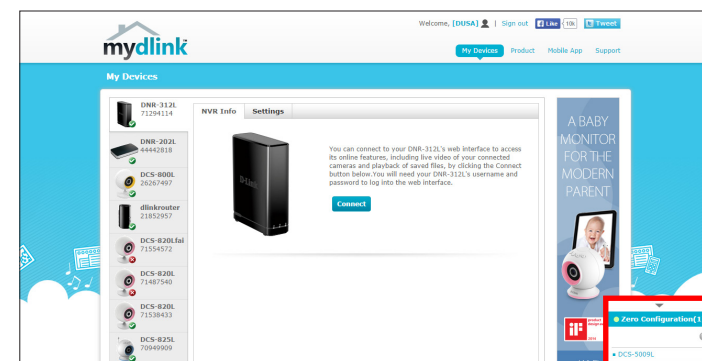 Welcome, [DUSA] | Sign out Like 10k Tweet
mydlink
My Devices Product Mobile App Support
My Devices
DNR-312L
71294114
DNR-202L
44442818
DCS-800L
26267497
dlinkrouter
21852957
DCS-820Lfai
71554572
DCS-820L
71487540
DCS-820L
71538433
DCS-825L
70949909
NVR Info Settings
D-Link
You can connect to your DNR-312L's web interface to access
its online features, including live video of your connected
cameras and playback of saved files, by clicking the Connect
button below.You will need your DNR-312L's username and
password to log into the web interface.
Connect
A BABY
MONITOR
FOR THE
MODERN
PARENT
Zero Configuration(1
DCS-5009L